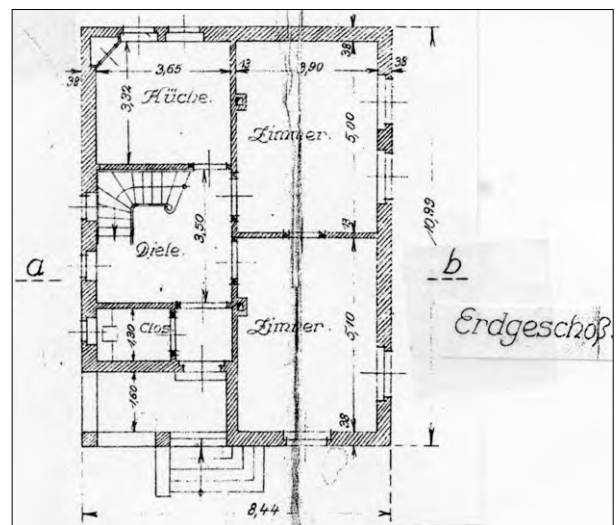 38
38
3,65
13
3,90
38
Küche.
3,32
Zimmer.
5,00
10,99
3,50
13
a
Diele.
b
Erdgeschoß.
Clos.
1,30
Zimmer.
5,10
1,60
38
8,44